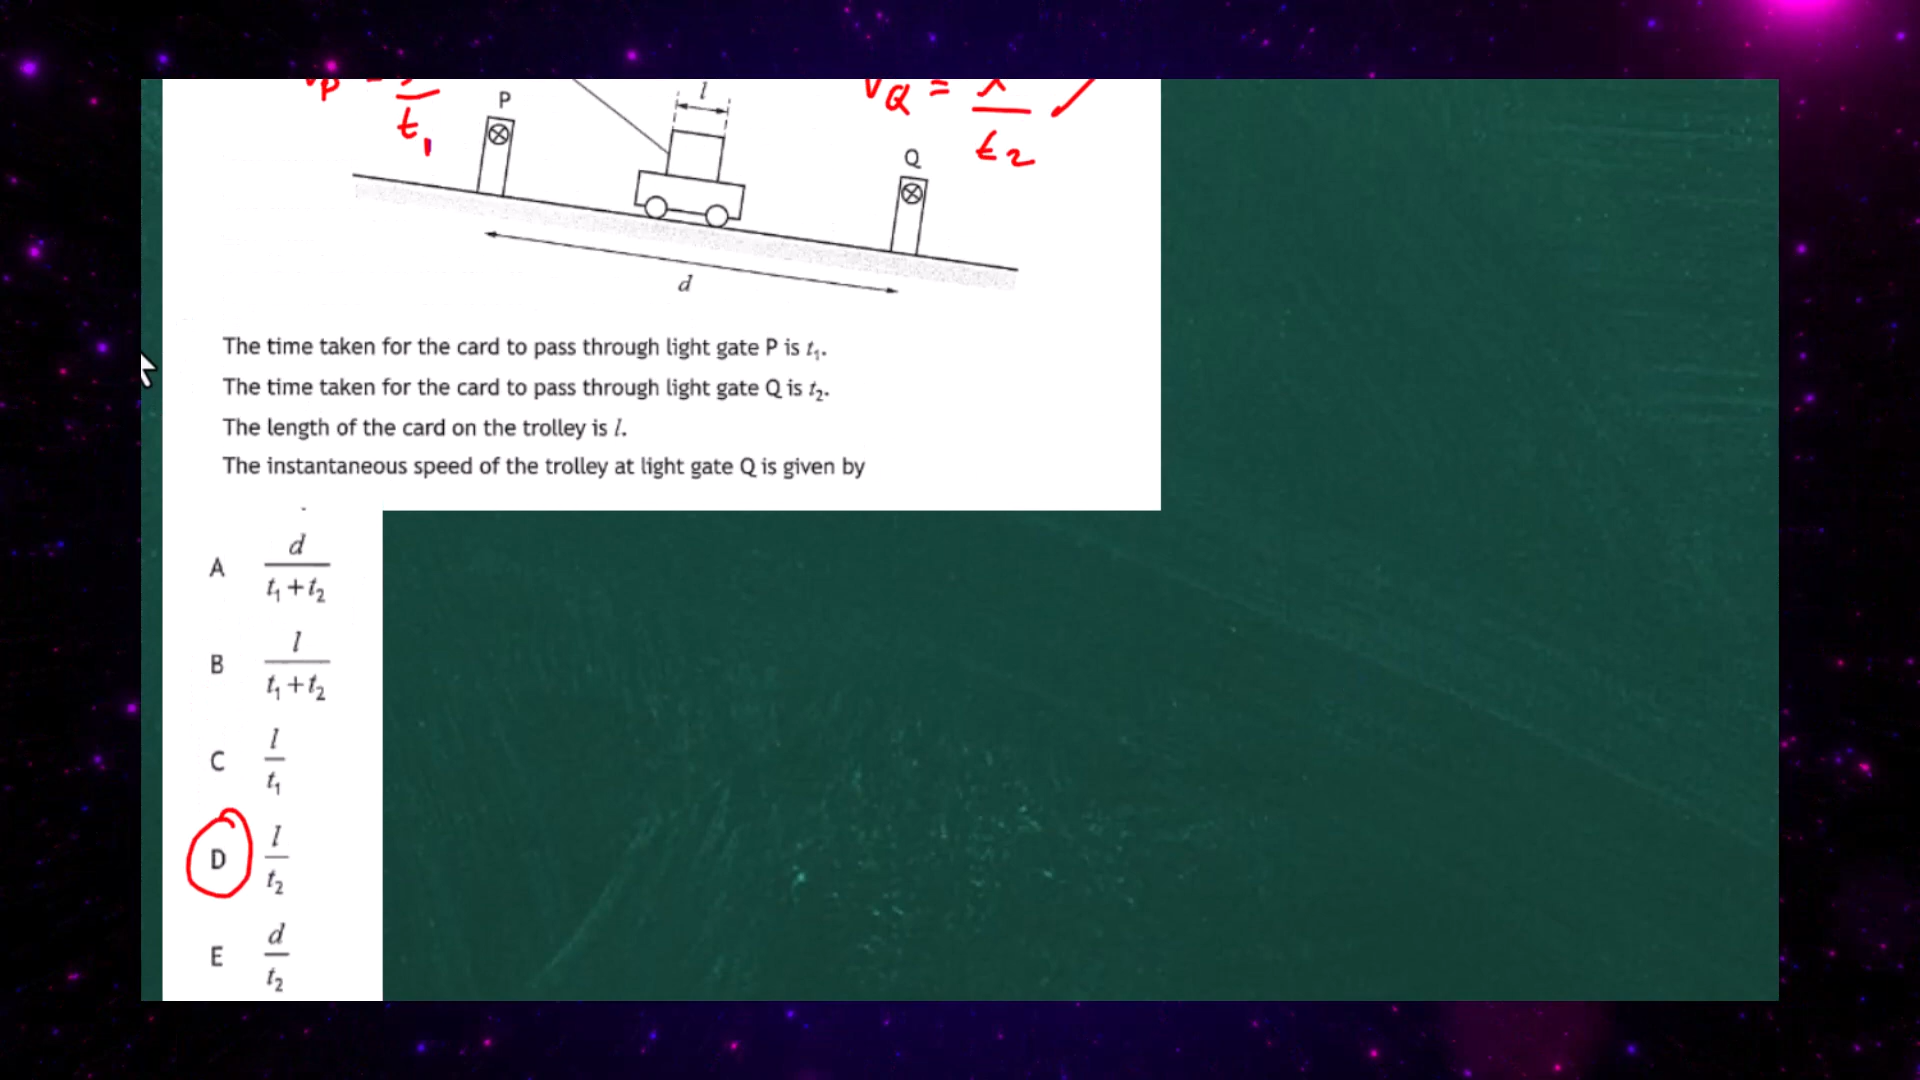 VP =
t1
l
VQ =
t2
P
Q
d
The time taken for the card to pass through light gate P is t₁.
The time taken for the card to pass through light gate Q is t₂.
The length of the card on the trolley is l.
The instantaneous speed of the trolley at light gate Q is given by
A d
t₁+t₂
B l
t₁+t₂
C l
t₁
D l
t₂
E d
t₂